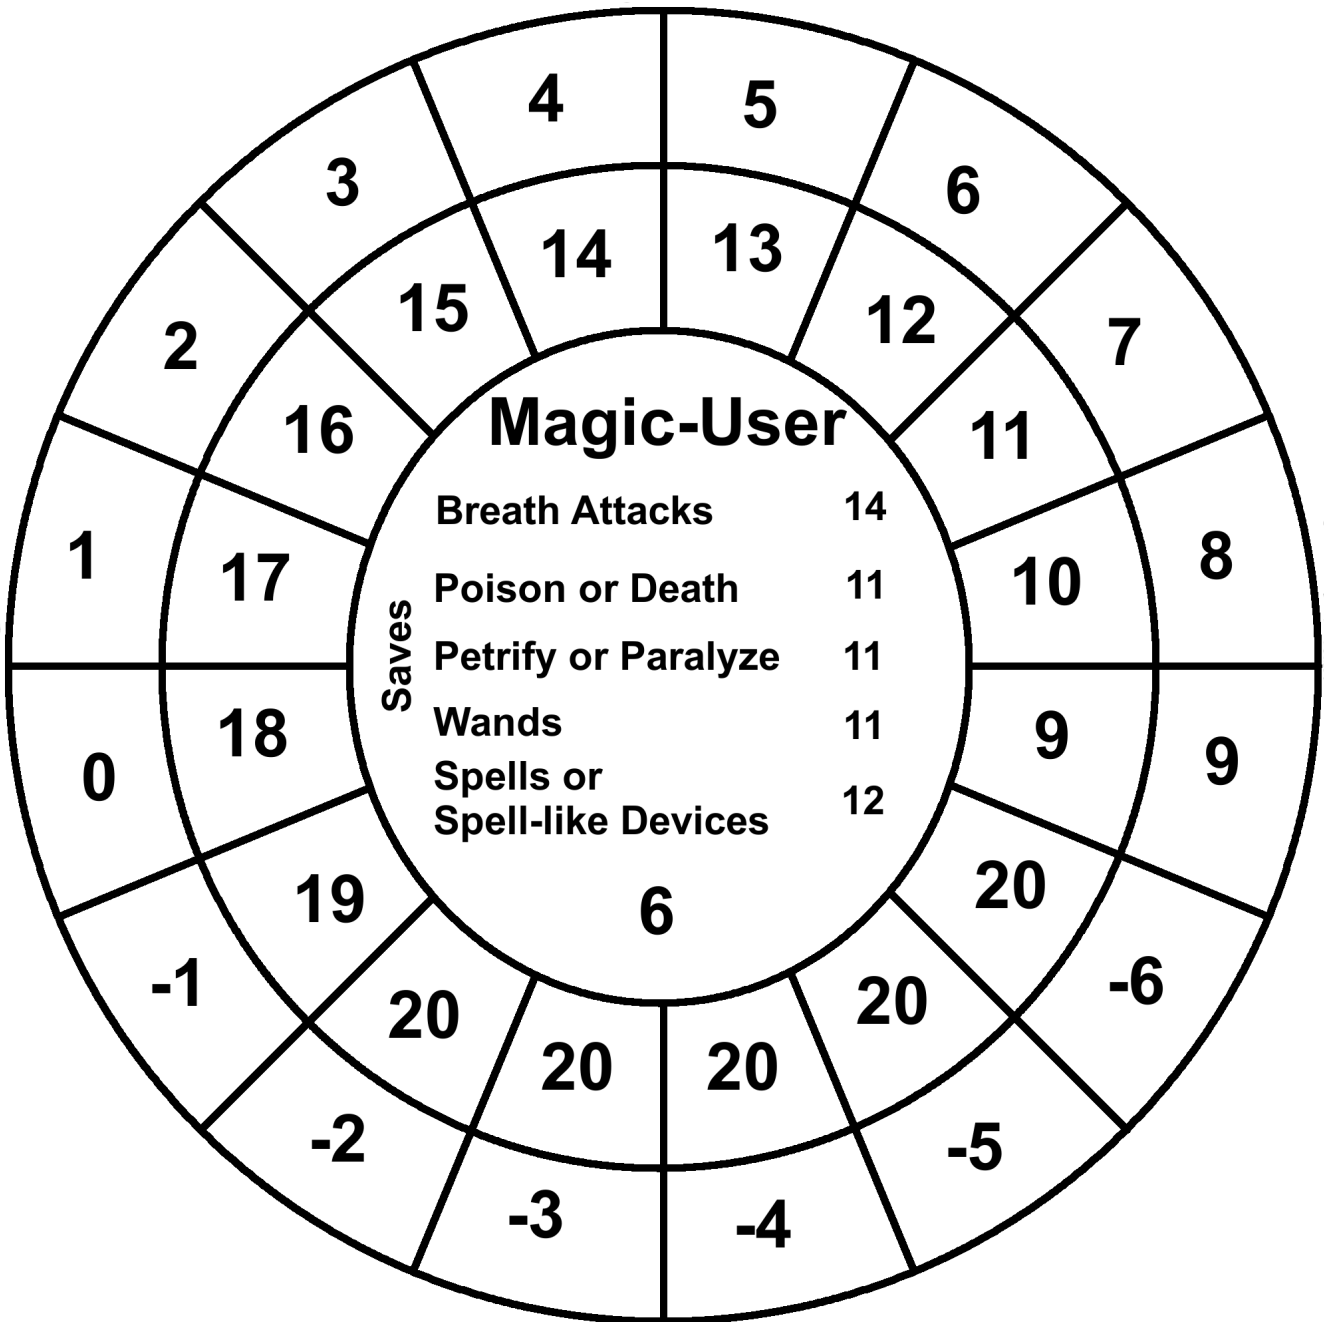 4 5
3 6
14 13
2 15 12 7
16 11
Magic-User
Breath Attacks 14
1 17 10 8
Poison or Death 11
Saves
Petrify or Paralyze 11
Wands 11
0 18 9 9
Spells or
Spell-like Devices 12
6
-1 19 20 -6
20 20
20 20
-2 -5
-3 -4